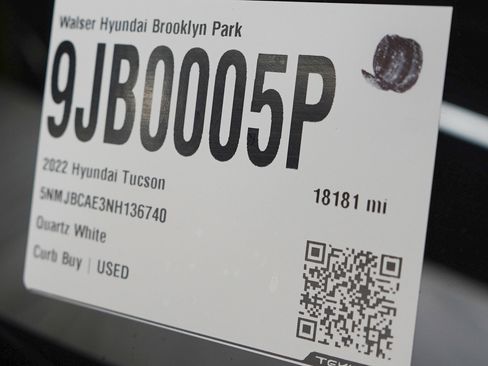 Walser Hyundai Brooklyn Park
9JB0005P
2022 Hyundai Tucson
18181 mi
5NMJBCAE3NH136740
Quartz White
Curb Buy | USED